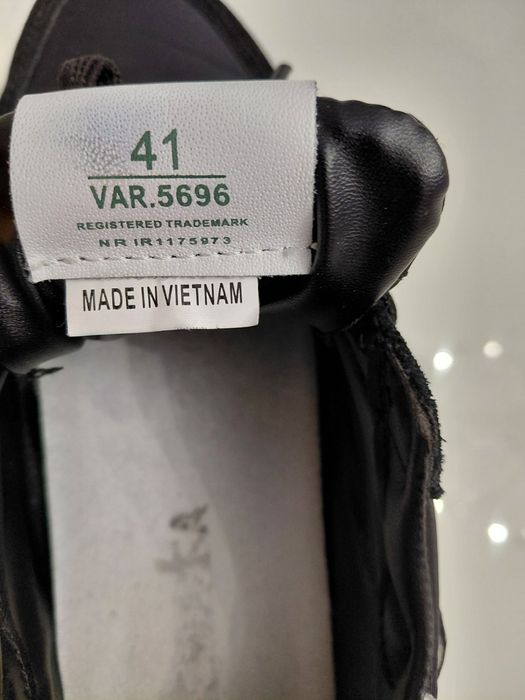 41
VAR.5696
REGISTERED TRADEMARK
NR IR1175973
MADE IN VIETNAM